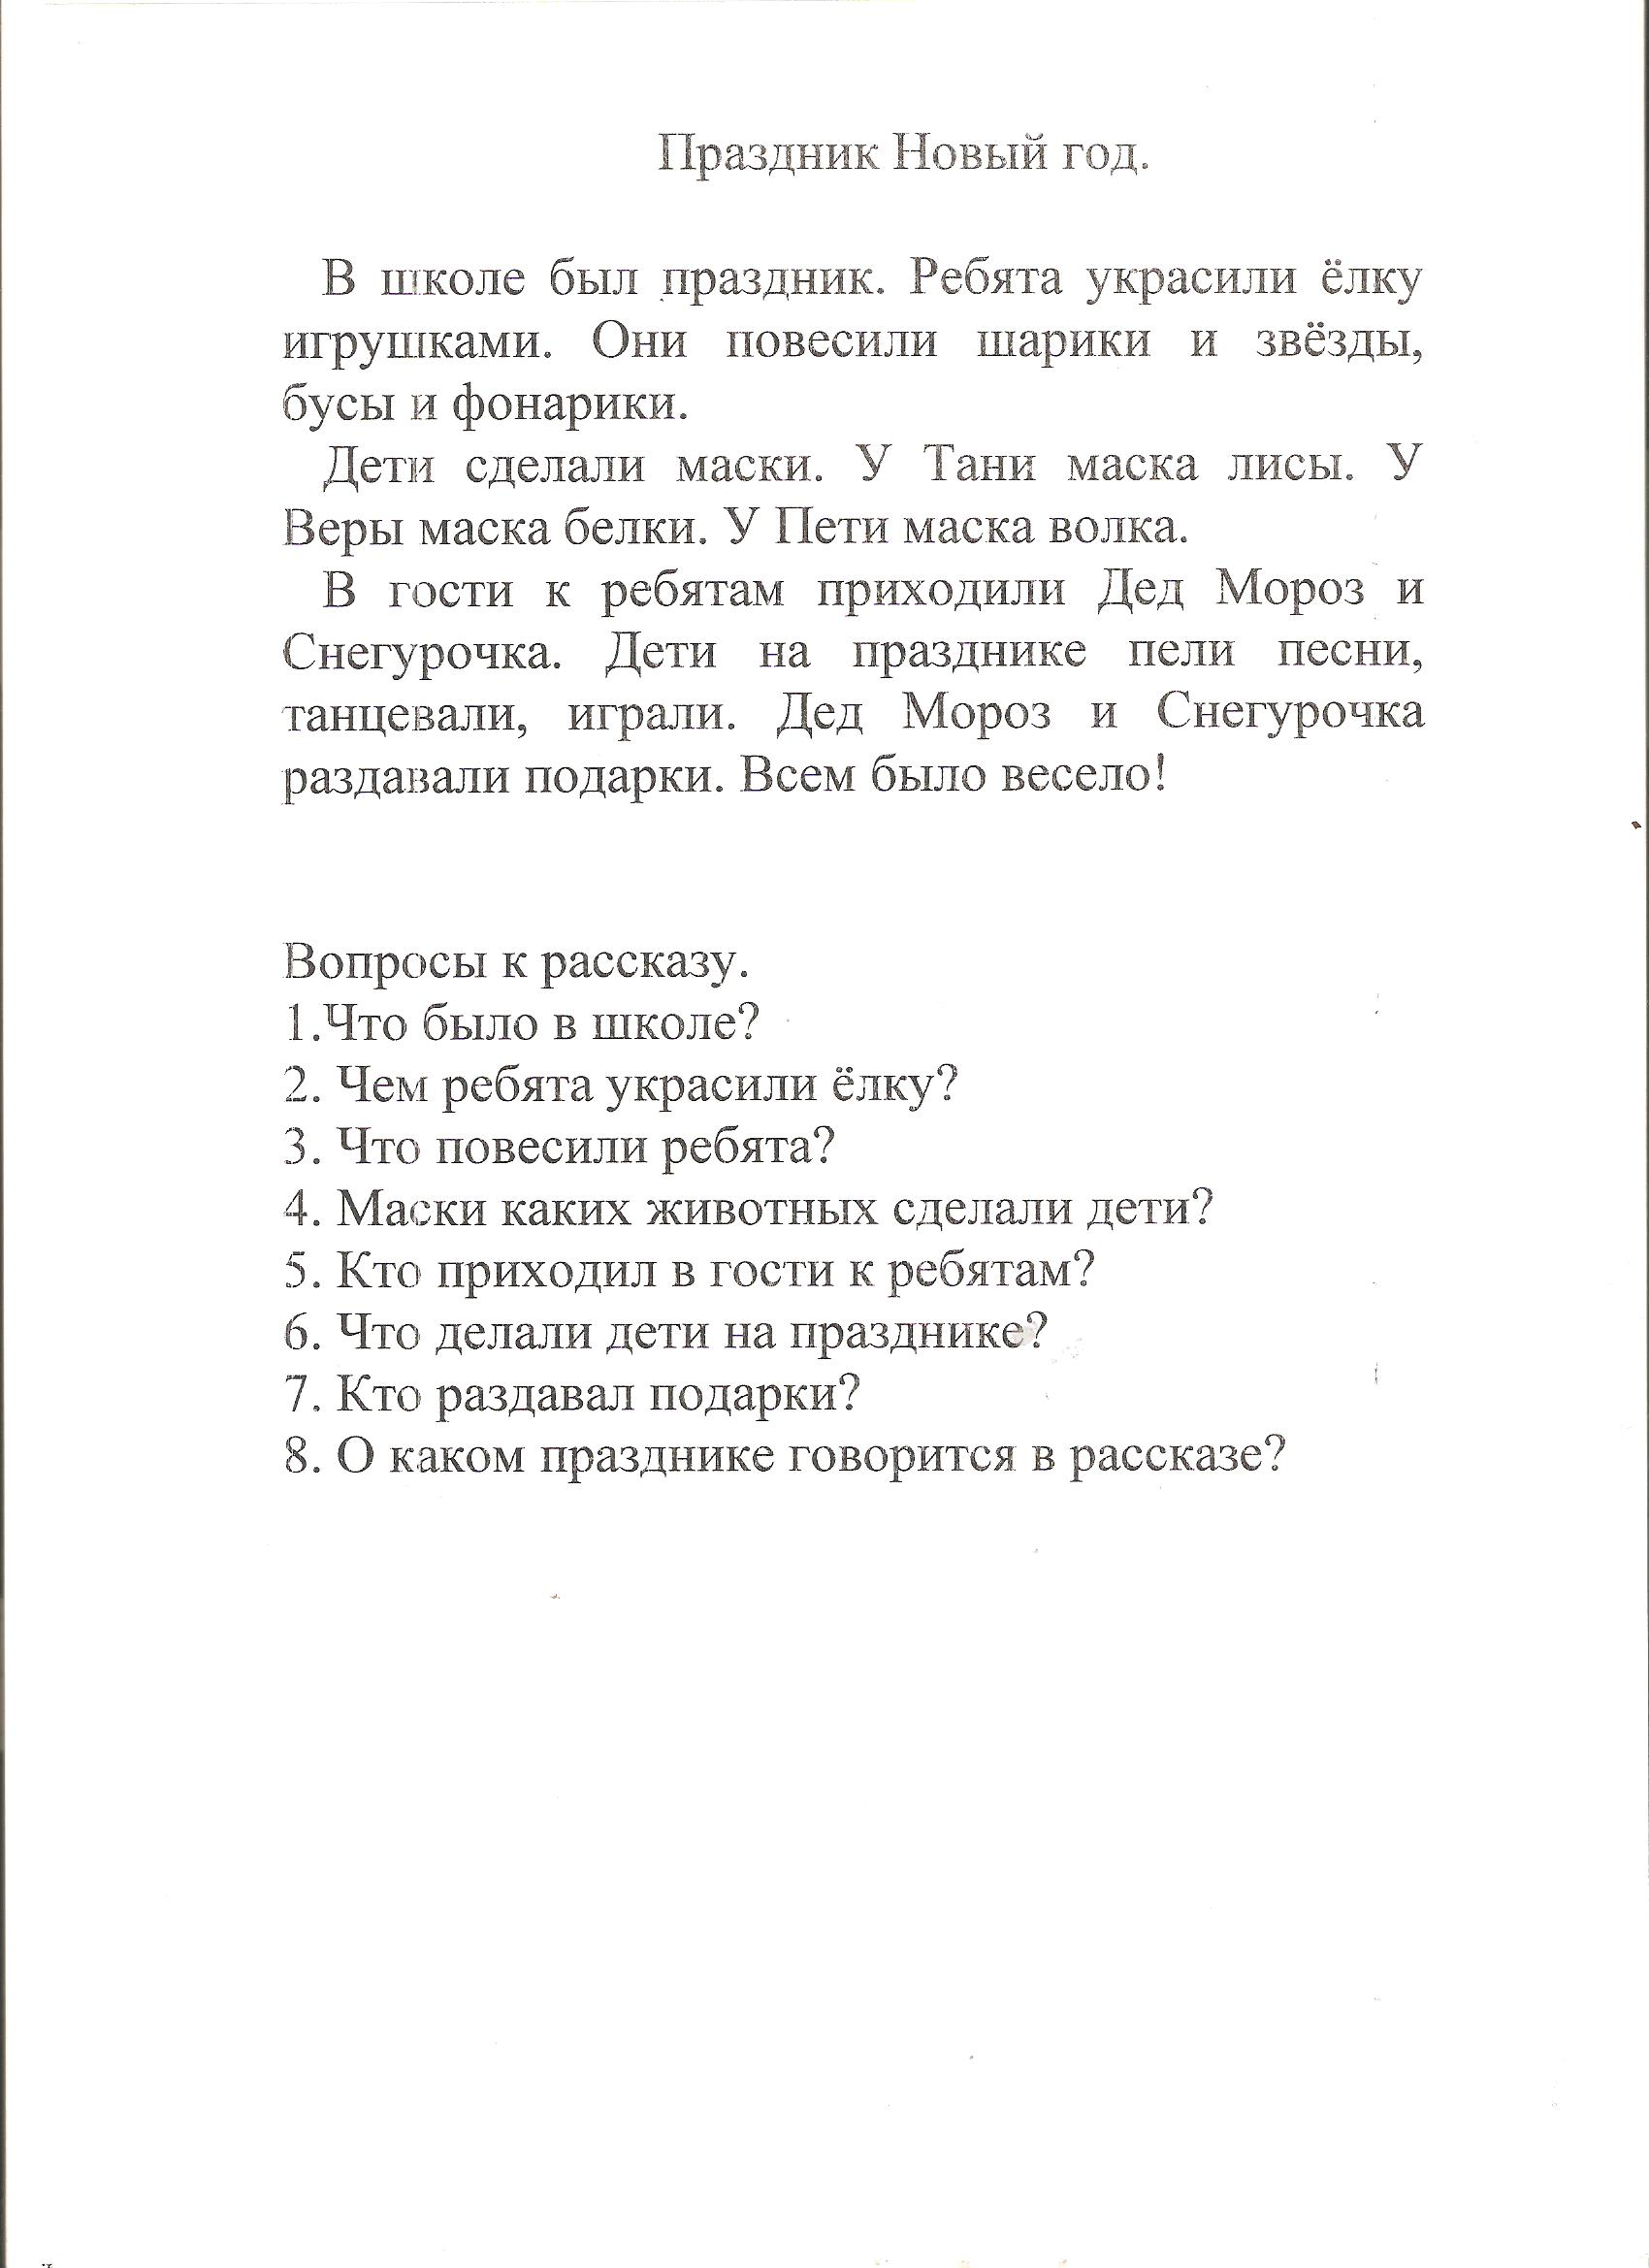 Праздник Новый год.
В школе был праздник. Ребята украсили ёлку
игрушками. Они повесили шарики и звёзды,
бусы и фонарики.
Дети сделали маски. У Тани маска лисы. У
Веры маска белки. У Пети маска волка.
В гости к ребятам приходили Дед Мороз и
Снегурочка. Дети на празднике пели песни,
танцевали, играли. Дед Мороз и Снегурочка
раздавали подарки. Всем было весело!
Вопросы к рассказу.
1.Что было в школе?
2. Чем ребята украсили ёлку?
3. Что повесили ребята?
4. Маски каких животных сделали дети?
5. Кто приходил в гости к ребятам?
6. Что делали дети на празднике?
7. Кто раздавал подарки?
8. О каком празднике говорится в рассказе?